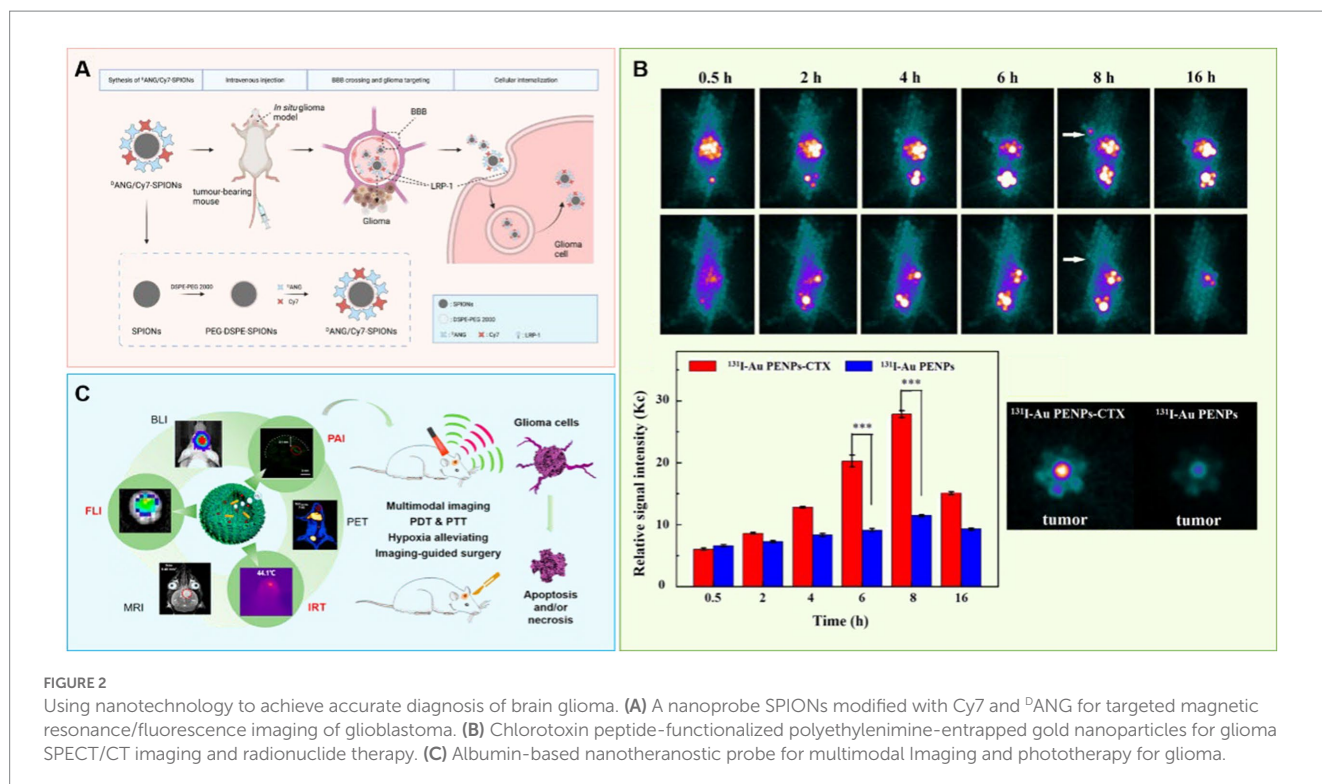 A
Sythesis of ᴰANG/Cy7-SPIONs
Intravenous injection
BBB crossing and glioma targeting
Cellular internalization
In situ glioma
model
BBB
LRP-1
ᴰANG/Cy7-SPIONs
tumour-bearing
mouse
Glioma
Glioma
cell
DSPE-PEG 2000
ᴰANG
Cy7
SPIONs
PEG-DSPE-SPIONs
ᴰANG/Cy7-SPIONs
: SPIONs
: DSPE-PEG 2000
: ᴰANG : Cy7 : LRP-1
B
0.5 h 2 h 4 h 6 h 8 h 16 h
¹³¹I-Au PENPs-CTX ¹³¹I-Au PENPs
Relative signal intensity (Kc)
30
20
10
0
***
***
0.5 2 4 6 8 16
Time (h)
¹³¹I-Au PENPs-CTX ¹³¹I-Au PENPs
tumor tumor
C
BLI
PAI
FLI
PET
MRI
44.1℃
IRT
Multimodal imaging
PDT & PTT
Hypoxia alleviating
Imaging-guided surgery
Glioma cells
Apoptosis
and/or
necrosis
FIGURE 2
Using nanotechnology to achieve accurate diagnosis of brain glioma. (A) A nanoprobe SPIONs modified with Cy7 and ᴰANG for targeted magnetic
resonance/fluorescence imaging of glioblastoma. (B) Chlorotoxin peptide-functionalized polyethylenimine-entrapped gold nanoparticles for glioma
SPECT/CT imaging and radionuclide therapy. (C) Albumin-based nanotheranostic probe for multimodal Imaging and phototherapy for glioma.